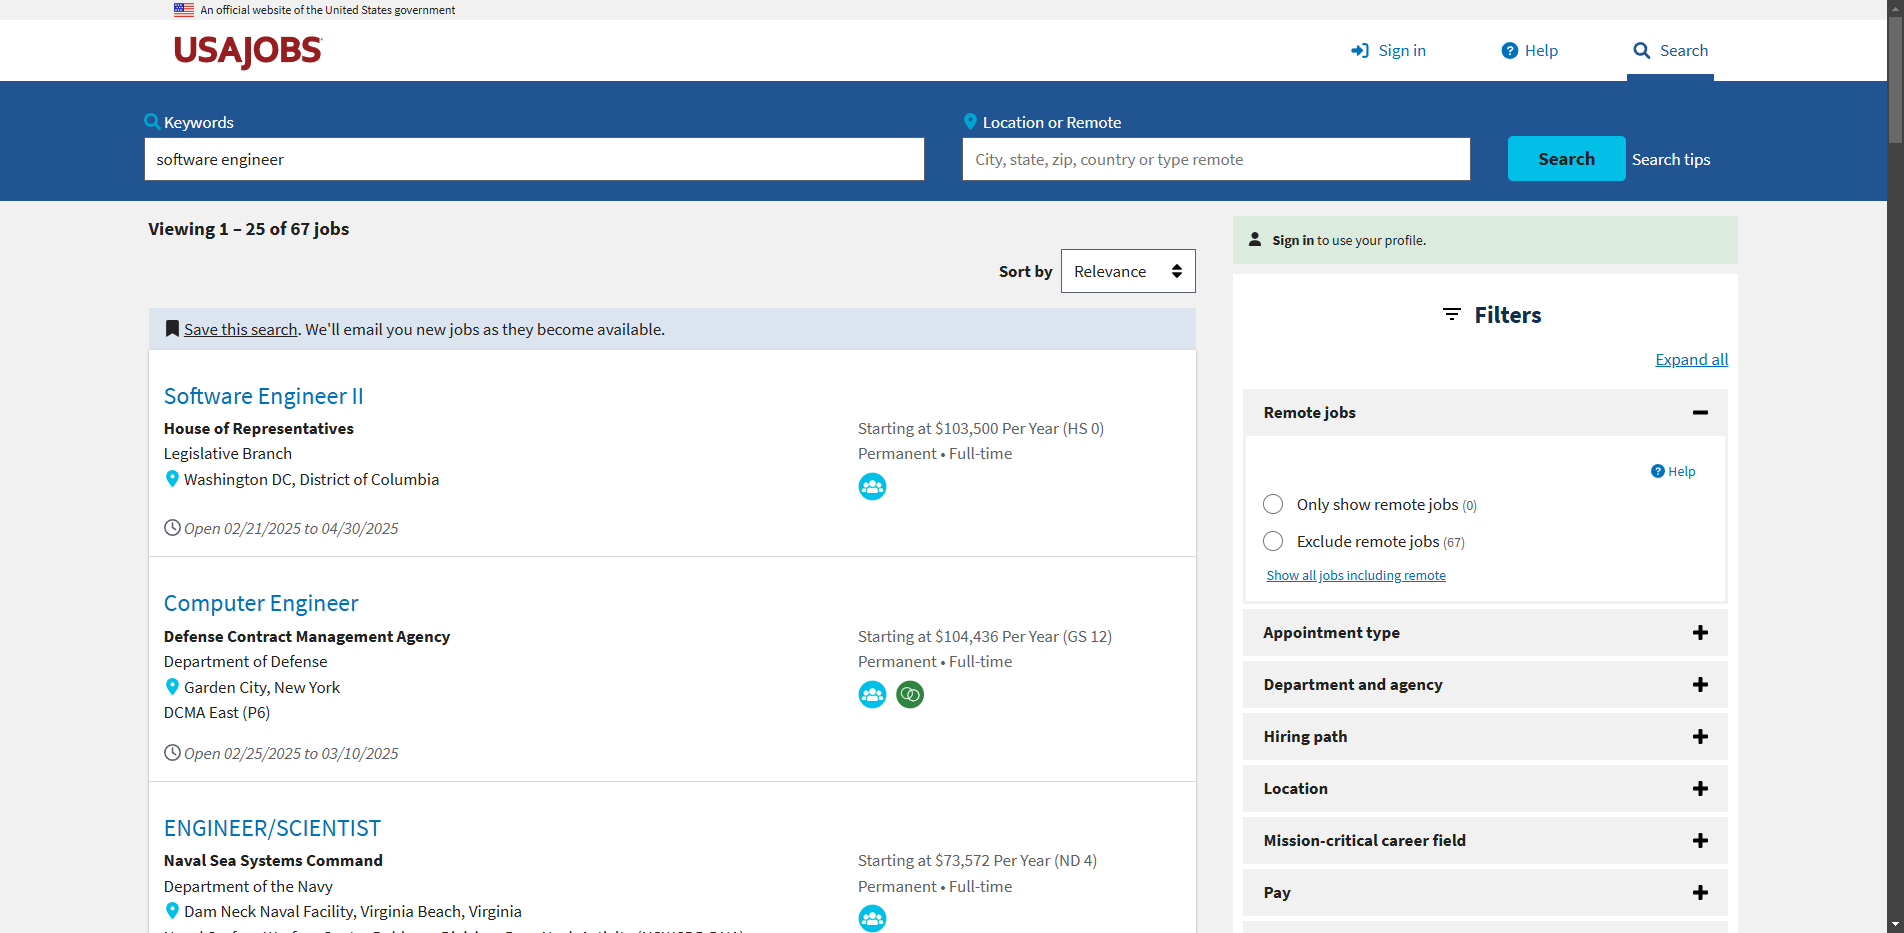 An official website of the United States government
USAJOBS
Sign in
Help
Search
Keywords
Location or Remote
software engineer
City, state, zip, country or type remote
Search
Search tips
Viewing 1 – 25 of 67 jobs
Sort by
Relevance
Save this search. We'll email you new jobs as they become available.
Software Engineer II
House of Representatives
Starting at $103,500 Per Year (HS 0)
Legislative Branch
Permanent • Full-time
Washington DC, District of Columbia
Open 02/21/2025 to 04/30/2025
Computer Engineer
Defense Contract Management Agency
Starting at $104,436 Per Year (GS 12)
Department of Defense
Permanent • Full-time
Garden City, New York
DCMA East (P6)
Open 02/25/2025 to 03/10/2025
ENGINEER/SCIENTIST
Naval Sea Systems Command
Starting at $73,572 Per Year (ND 4)
Department of the Navy
Permanent • Full-time
Dam Neck Naval Facility, Virginia Beach, Virginia
Sign in to use your profile.
Filters
Expand all
Remote jobs
Help
Only show remote jobs (0)
Exclude remote jobs (67)
Show all jobs including remote
Appointment type
Department and agency
Hiring path
Location
Mission-critical career field
Pay